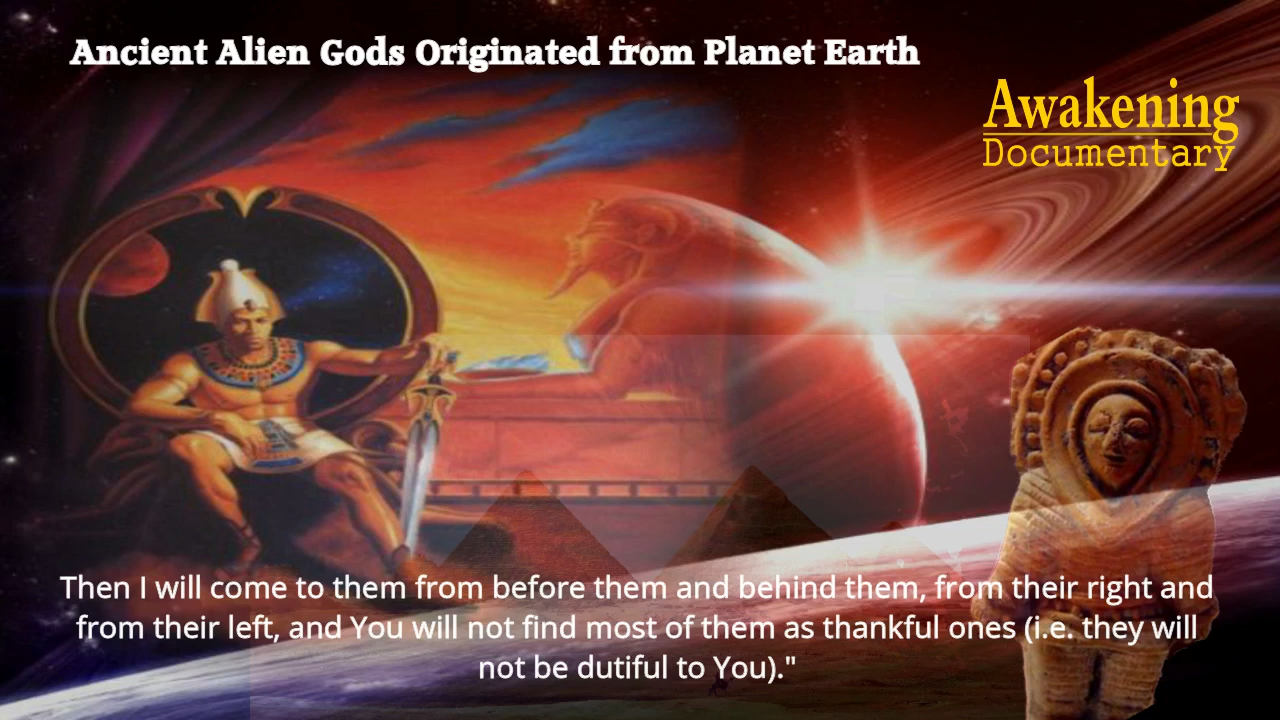 Ancient Alien Gods Originated from Planet Earth
Awakening
Documentary
Then I will come to them from before them and behind them, from their right and
from their left, and You will not find most of them as thankful ones (i.e. they will
not be dutiful to You)."